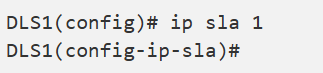 DLS1(config)# ip sla 1
DLS1(config-ip-sla)#